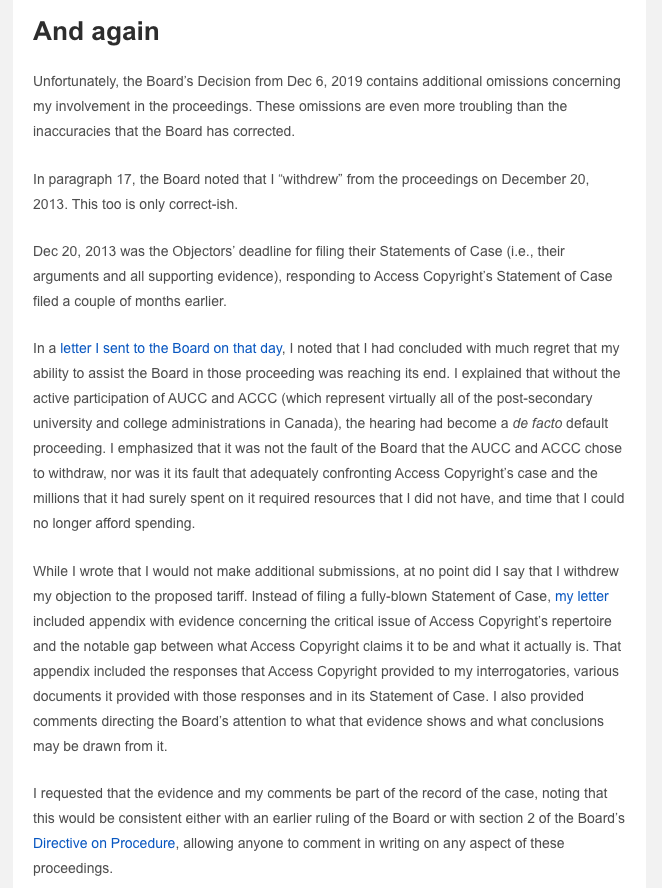 And again
Unfortunately, the Board’s Decision from Dec 6, 2019 contains additional omissions concerning
my involvement in the proceedings. These omissions are even more troubling than the
inaccuracies that the Board has corrected.
In paragraph 17, the Board noted that I “withdrew” from the proceedings on December 20,
2013. This too is only correct-ish.
Dec 20, 2013 was the Objectors’ deadline for filing their Statements of Case (i.e., their
arguments and all supporting evidence), responding to Access Copyright’s Statement of Case
filed a couple of months earlier.
In a letter I sent to the Board on that day, I noted that I had concluded with much regret that my
ability to assist the Board in those proceeding was reaching its end. I explained that without the
active participation of AUCC and ACCC (which represent virtually all of the post-secondary
university and college administrations in Canada), the hearing had become a de facto default
proceeding. I emphasized that it was not the fault of the Board that the AUCC and ACCC chose
to withdraw, nor was it its fault that adequately confronting Access Copyright’s case and the
millions that it had surely spent on it required resources that I did not have, and time that I could
no longer afford spending.
While I wrote that I would not make additional submissions, at no point did I say that I withdrew
my objection to the proposed tariff. Instead of filing a fully-blown Statement of Case, my letter
included appendix with evidence concerning the critical issue of Access Copyright’s repertoire
and the notable gap between what Access Copyright claims it to be and what it actually is. That
appendix included the responses that Access Copyright provided to my interrogatories, various
documents it provided with those responses and in its Statement of Case. I also provided
comments directing the Board’s attention to what that evidence shows and what conclusions
may be drawn from it.
I requested that the evidence and my comments be part of the record of the case, noting that
this would be consistent either with an earlier ruling of the Board or with section 2 of the Board’s
Directive on Procedure, allowing anyone to comment in writing on any aspect of these
proceedings.